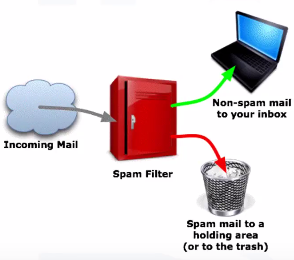 Non-spam mail
to your inbox
Incoming Mail
Spam Filter
Spam mail to a
holding area
(or to the trash)